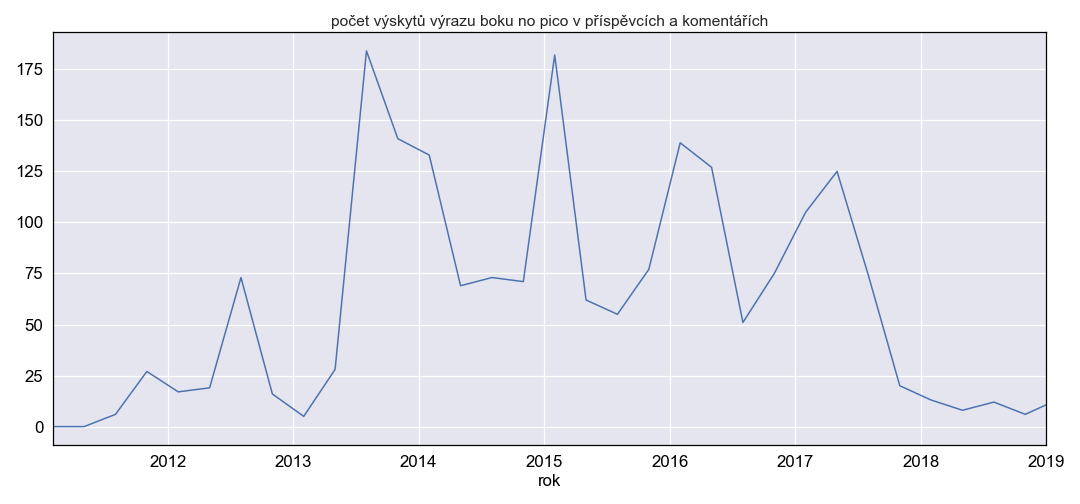 počet výskytů výrazu boku no pico v příspěvcích a komentářích
175
150
125
100
75
50
25
0
2012 2013 2014 2015 2016 2017 2018 2019
rok